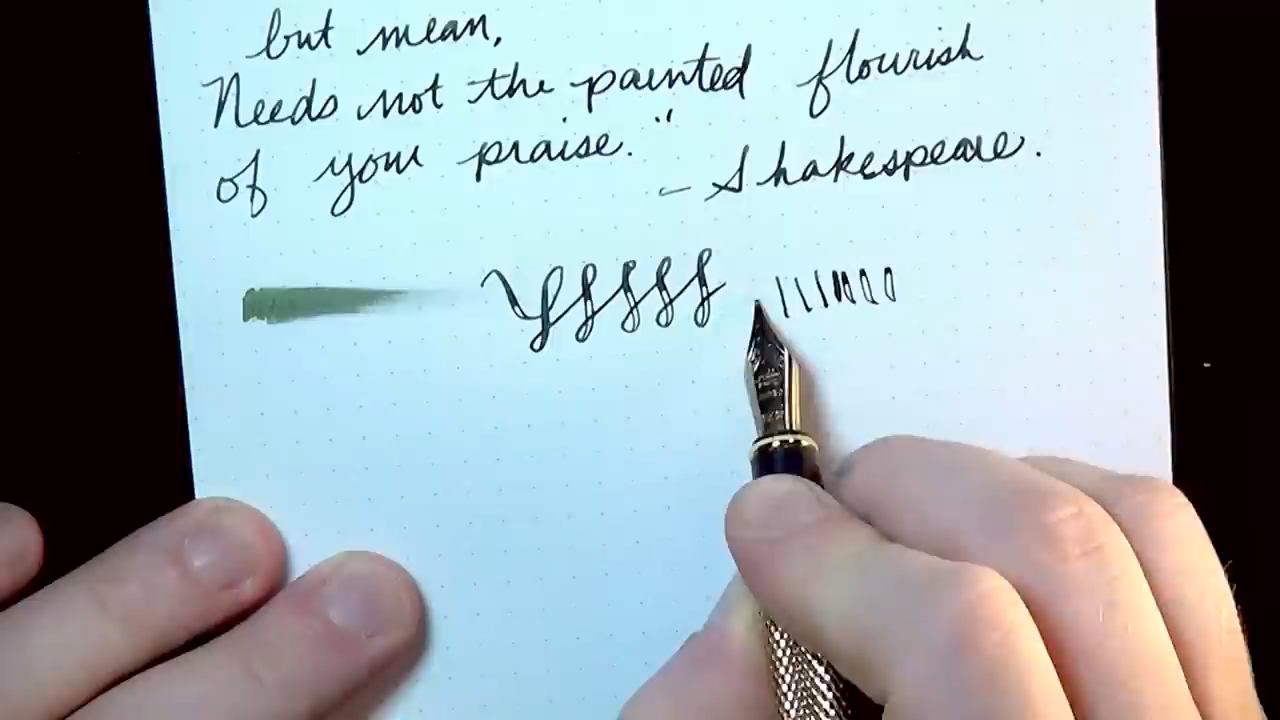 but mean,
Needs not the painted flourish
of your praise."
- Shakespeare.